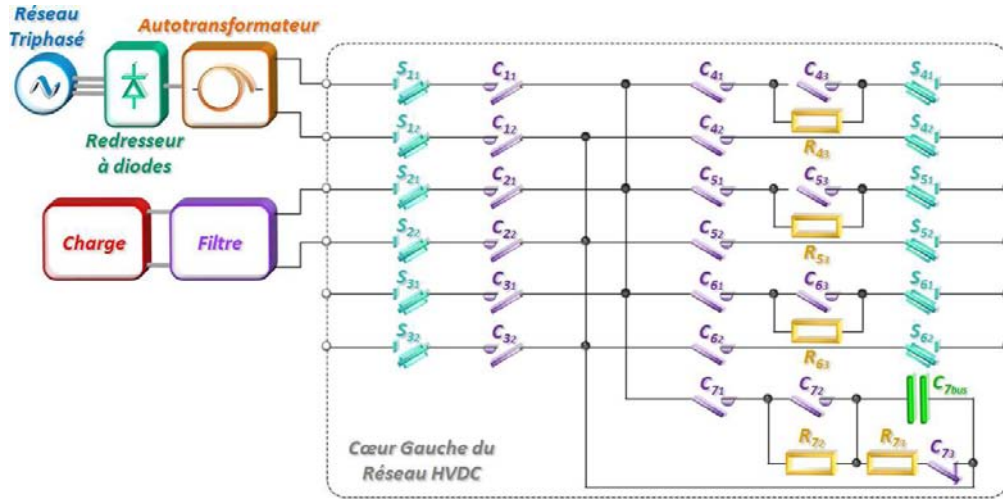 Réseau
Triphasé
Autotransformateur
Redresseur
à diodes
Charge
Filtre
S11 C11 C41 C43 S41
R43
S12 C12 C42 S42
S21 C21 C51 C53 S51
R53
S22 C22 C52 S52
S31 C31 C61 C63 S61
R63
S32 C32 C62 S62
C71 C72 C7bus
R72 R73 C73
Cœur Gauche du
Réseau HVDC